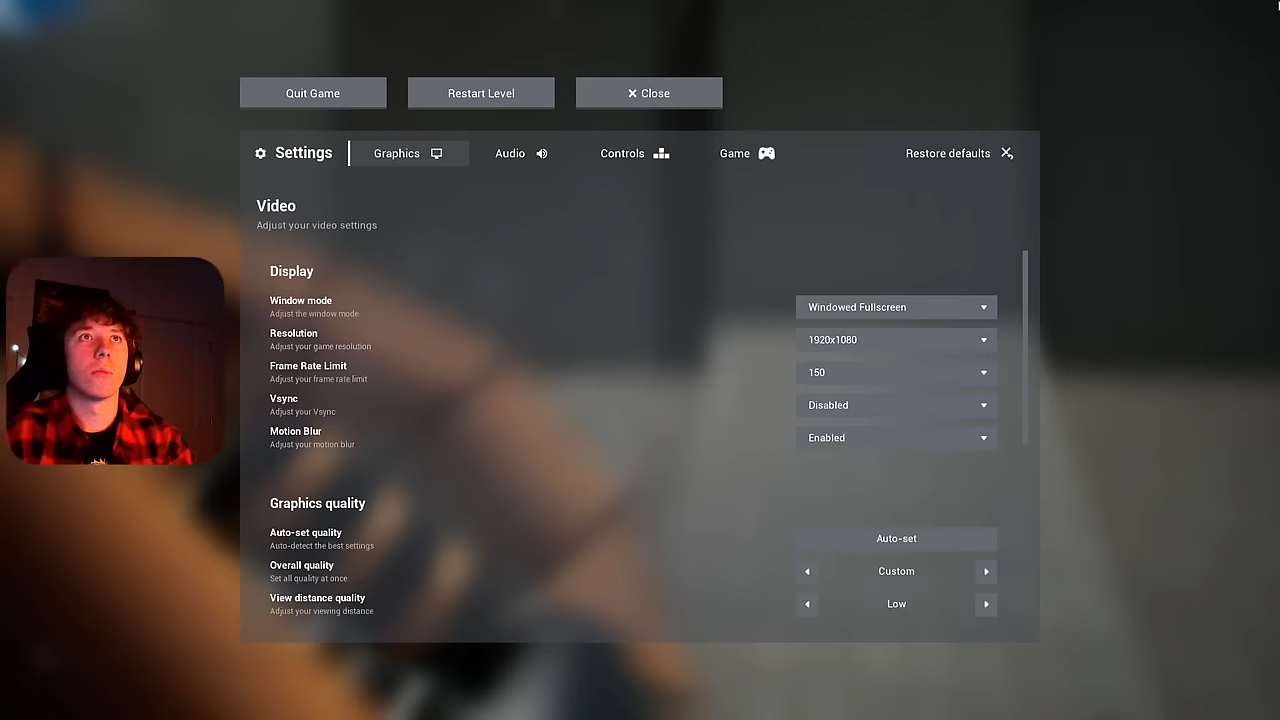 Quit Game
Restart Level
Close
Settings
Graphics
Audio
Controls
Game
Restore defaults
Video
Adjust your video settings
Display
Window mode
Adjust the window mode
Windowed Fullscreen
Resolution
Adjust your game resolution
1920x1080
Frame Rate Limit
Adjust your frame rate limit
150
Vsync
Adjust your Vsync
Disabled
Motion Blur
Adjust your motion blur
Enabled
Graphics quality
Auto-set quality
Auto-detect the best settings
Auto-set
Overall quality
Set all quality at once
Custom
View distance quality
Adjust your viewing distance
Low